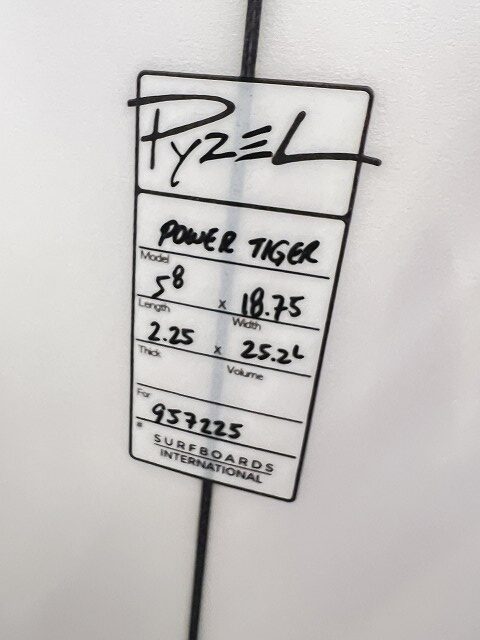 PYZEL
POWER TIGER
Model
5 8 x 18.75
Length Width
2.25 x 25.2L
Thick Volume
For
# 957225
SURFBOARDS
INTERNATIONAL